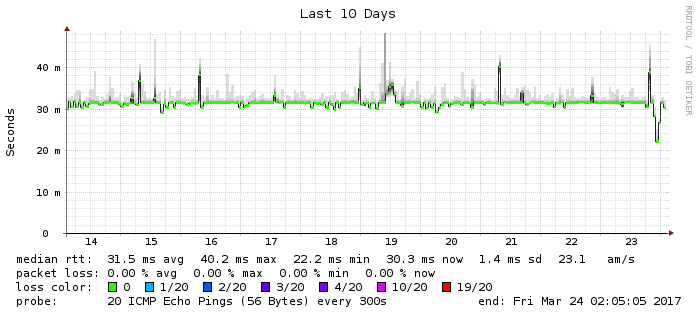 Last 10 Days
RRDTOOL / TOBI OETIKER
Seconds
40 m
30 m
20 m
10 m
0
14 15 16 17 18 19 20 21 22 23
median rtt: 31.5 ms avg 40.2 ms max 22.2 ms min 30.3 ms now 1.4 ms sd 23.1 am/s
packet loss: 0.00 % avg 0.00 % max 0.00 % min 0.00 % now
loss color: 0 1/20 2/20 3/20 4/20 10/20 19/20
probe: 20 ICMP Echo Pings (56 Bytes) every 300s end: Fri Mar 24 02:05:05 2017